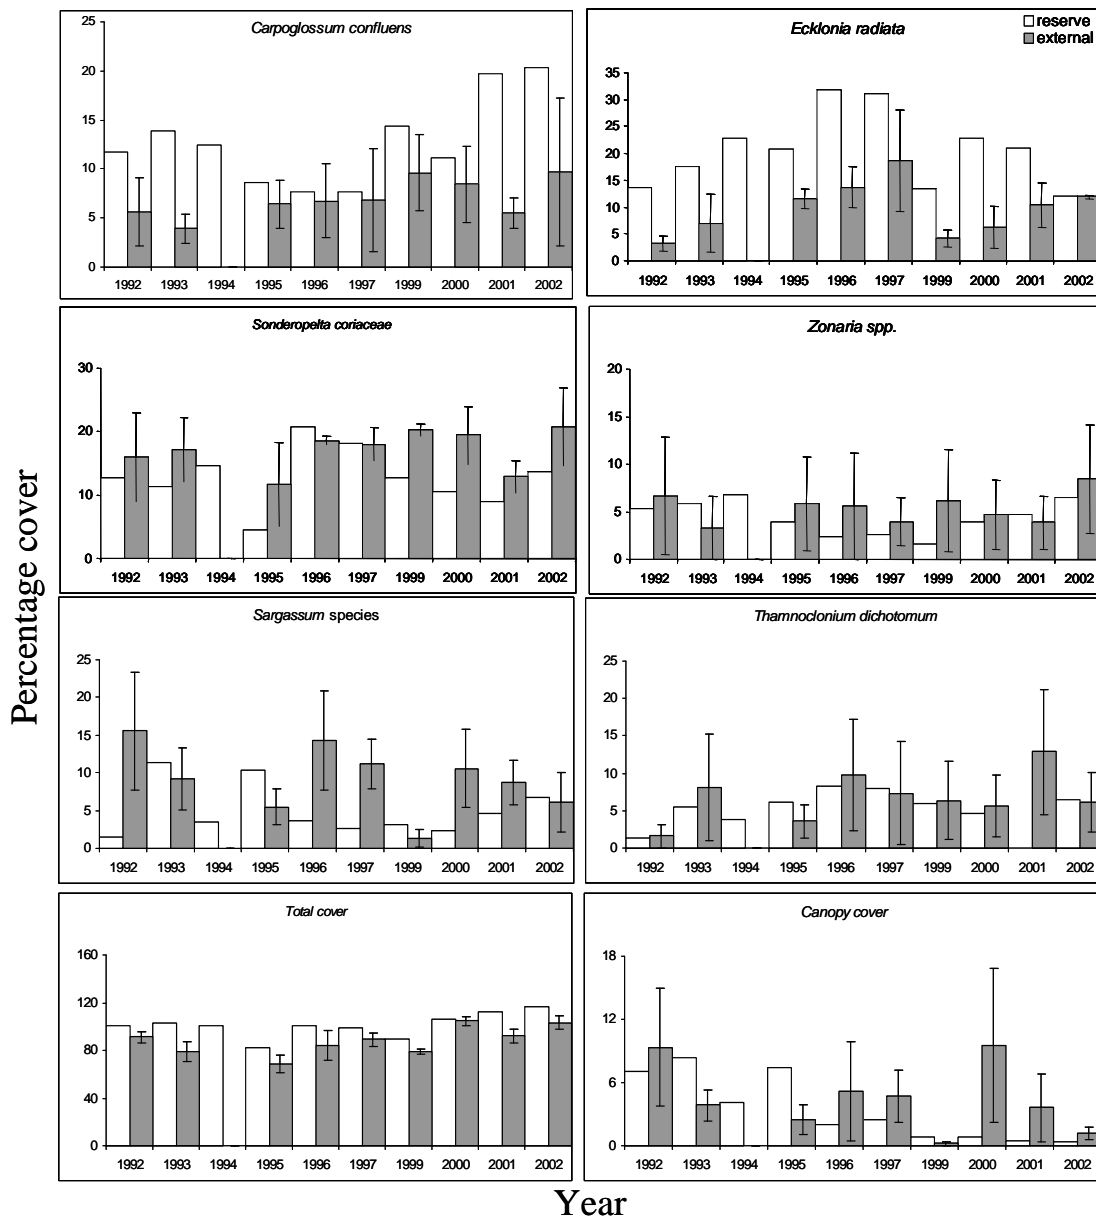 Carpoglossum confluens
25
20
15
10
5
0
1992 1993 1994 1995 1996 1997 1999 2000 2001 2002
Ecklonia radiata
reserve
external
35
30
25
20
15
10
5
0
1992 1993 1994 1995 1996 1997 1999 2000 2001 2002
Sonderopelta coriaceae
30
20
10
0
1992 1993 1994 1995 1996 1997 1999 2000 2001 2002
Zonaria spp.
20
15
10
5
0
1992 1993 1994 1995 1996 1997 1999 2000 2001 2002
Percentage cover
Sargassum species
25
20
15
10
5
0
1992 1993 1994 1995 1996 1997 1999 2000 2001 2002
Thamnoclonium dichotomum
25
20
15
10
5
0
1992 1993 1994 1995 1996 1997 1999 2000 2001 2002
Total cover
160
120
80
40
0
1992 1993 1994 1995 1996 1997 1999 2000 2001 2002
Canopy cover
18
12
6
0
1992 1993 1994 1995 1996 1997 1999 2000 2001 2002
Year